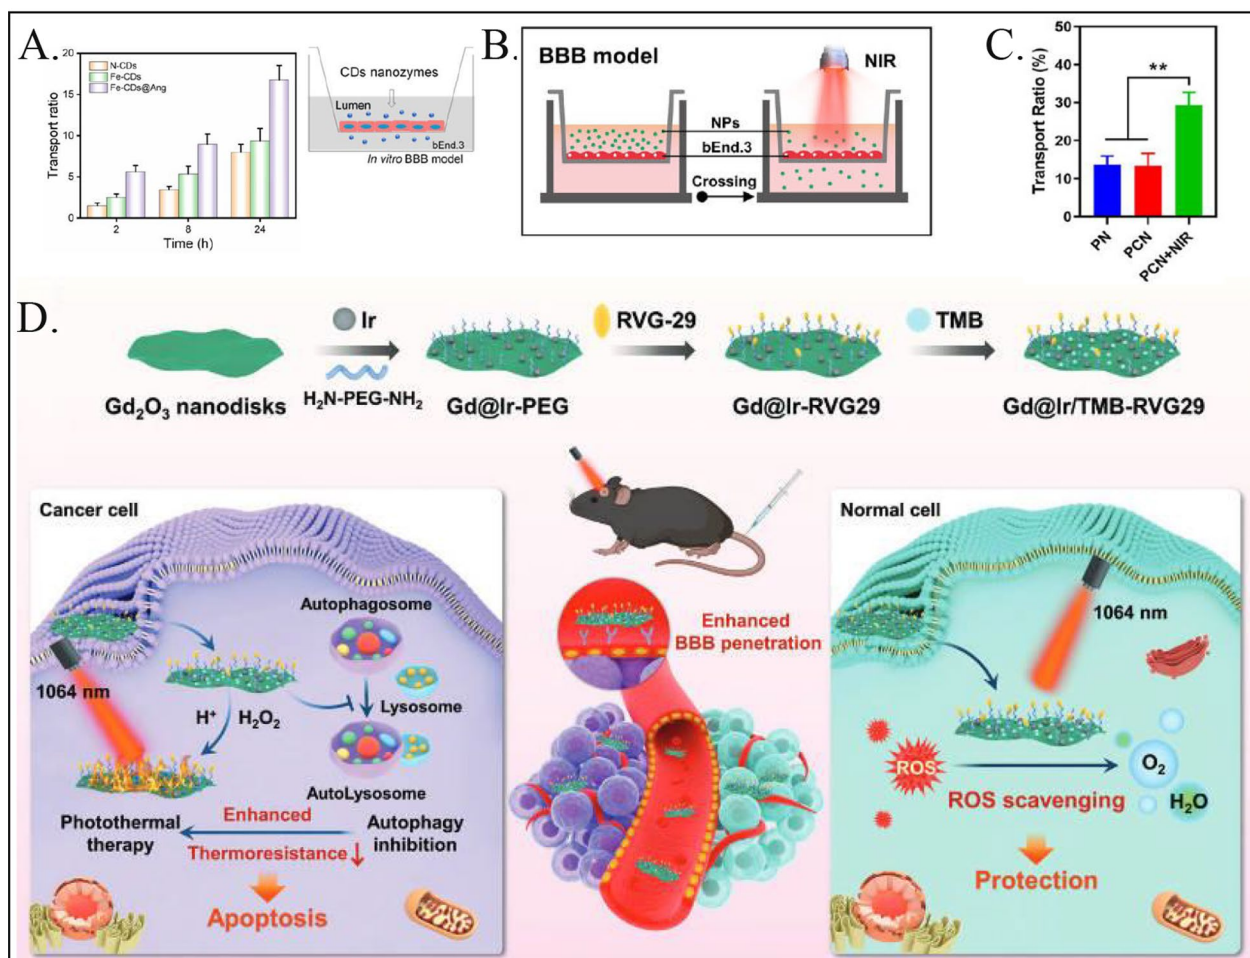 A.
Transport ratio
20
15
10
5
0
N-CDs
Fe-CDs
Fe-CDs@Ang
2
8
24
Time (h)
CDs nanozymes
Lumen
bEnd.3
In vitro BBB model
B.
BBB model
NIR
NPs
bEnd.3
Crossing
C.
Transport Ratio (%)
50
40
30
20
10
0
**
PN
PCN
PCN+NIR
D.
Ir
RVG-29
TMB
H₂N-PEG-NH₂
Gd₂O₃ nanodisks
Gd@Ir-PEG
Gd@Ir-RVG29
Gd@Ir/TMB-RVG29
Cancer cell
1064 nm
H⁺
H₂O₂
Autophagosome
Lysosome
AutoLysosome
Photothermal
therapy
Enhanced
Thermoresistance
Autophagy
inhibition
Apoptosis
Enhanced
BBB penetration
Normal cell
1064 nm
ROS
O₂
H₂O
ROS scavenging
Protection